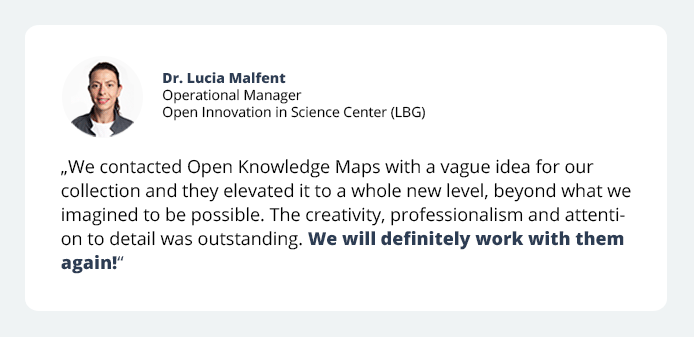 Dr. Lucia Malfent
Operational Manager
Open Innovation in Science Center (LBG)
„We contacted Open Knowledge Maps with a vague idea for our
collection and they elevated it to a whole new level, beyond what we
imagined to be possible. The creativity, professionalism and attenti-
on to detail was outstanding. We will definitely work with them
again!“